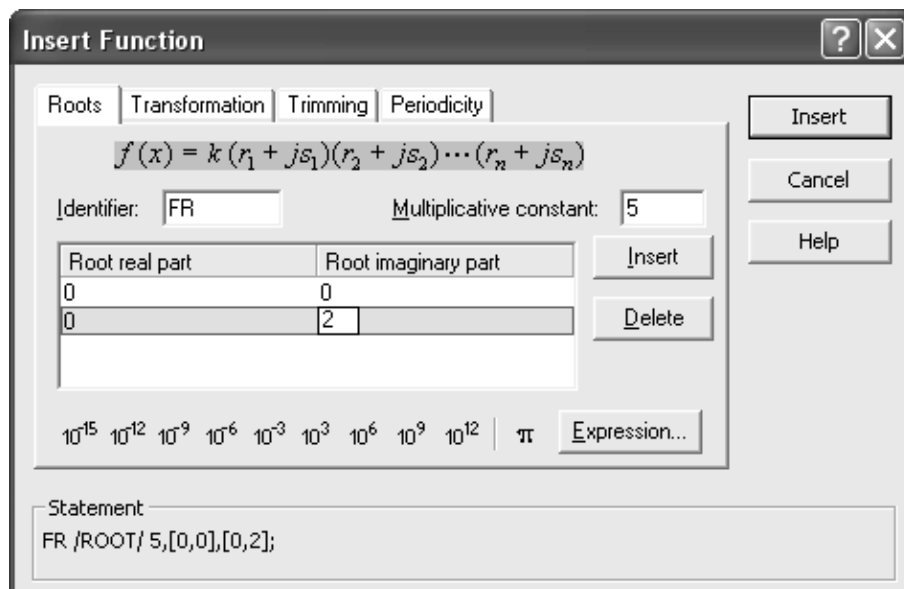 Insert Function
Roots Transformation Trimming Periodicity
f (x) = k (r₁ + js₁)(r₂ + js₂)⋯(rₙ + jsₙ)
Identifier: FR Multiplicative constant: 5
Root real part Root imaginary part
0 0
0 2
Insert
Delete
10⁻¹⁵ 10⁻¹² 10⁻⁹ 10⁻⁶ 10⁻³ 10³ 10⁶ 10⁹ 10¹² π Expression...
Insert
Cancel
Help
Statement
FR /ROOT/ 5,[0,0],[0,2];